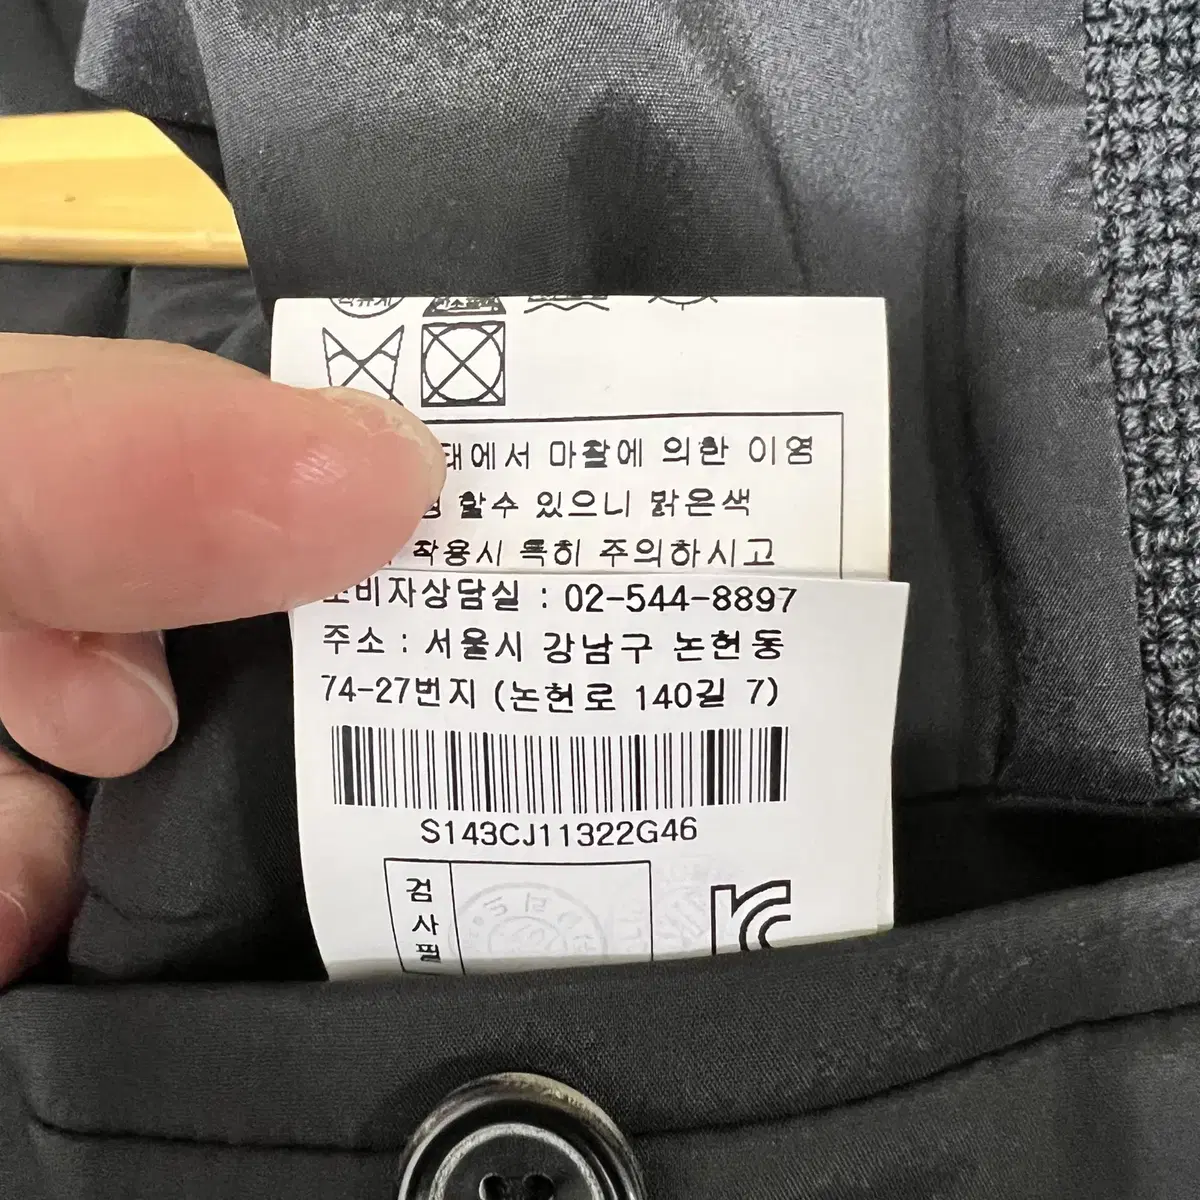 태에서 마찰에 의한 이염
할수 있으니 밝은색
착용시 특히 주의하시고
소비자상담실 : 02-544-8897
주소 : 서울시 강남구 논현동
74-27번지 (논현로 140길 7)
S143CJ11322G46
검
사
필